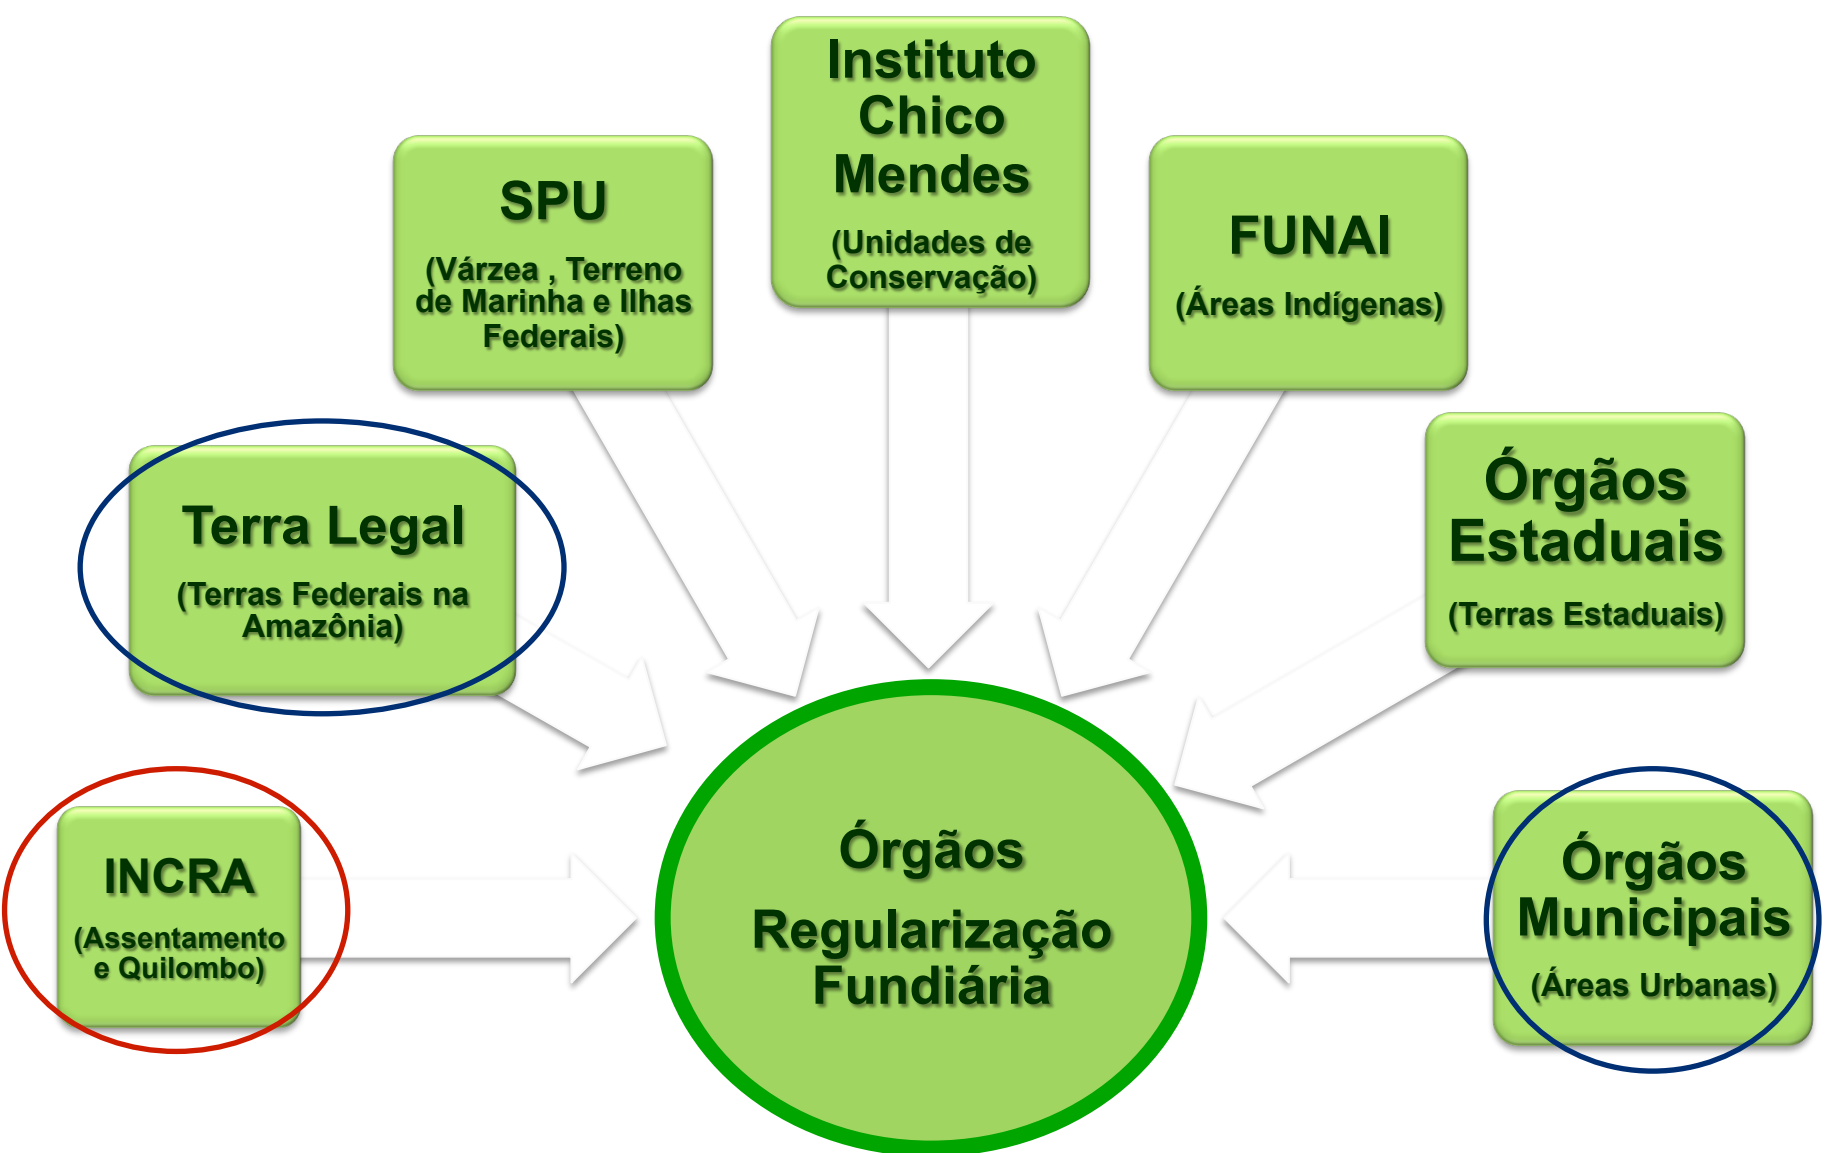 Instituto
Chico
Mendes
(Unidades de
Conservação)
SPU
(Várzea , Terreno
de Marinha e Ilhas
Federais)
FUNAI
(Áreas Indígenas)
Terra Legal
(Terras Federais na
Amazônia)
Órgãos
Estaduais
(Terras Estaduais)
INCRA
(Assentamento
e Quilombo)
Órgãos
Regularização
Fundiária
Órgãos
Municipais
(Áreas Urbanas)